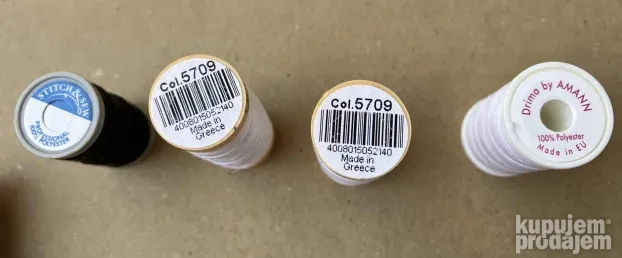 STITCH & SEW
PROFESSIONAL
100% POLYESTER
Col.5709
4008015052140
Made in
Greece
Col.5709
4008015052140
Made in
Greece
Drima by AMANN
100% Polyester
Made in EU
kupujem
prodajem